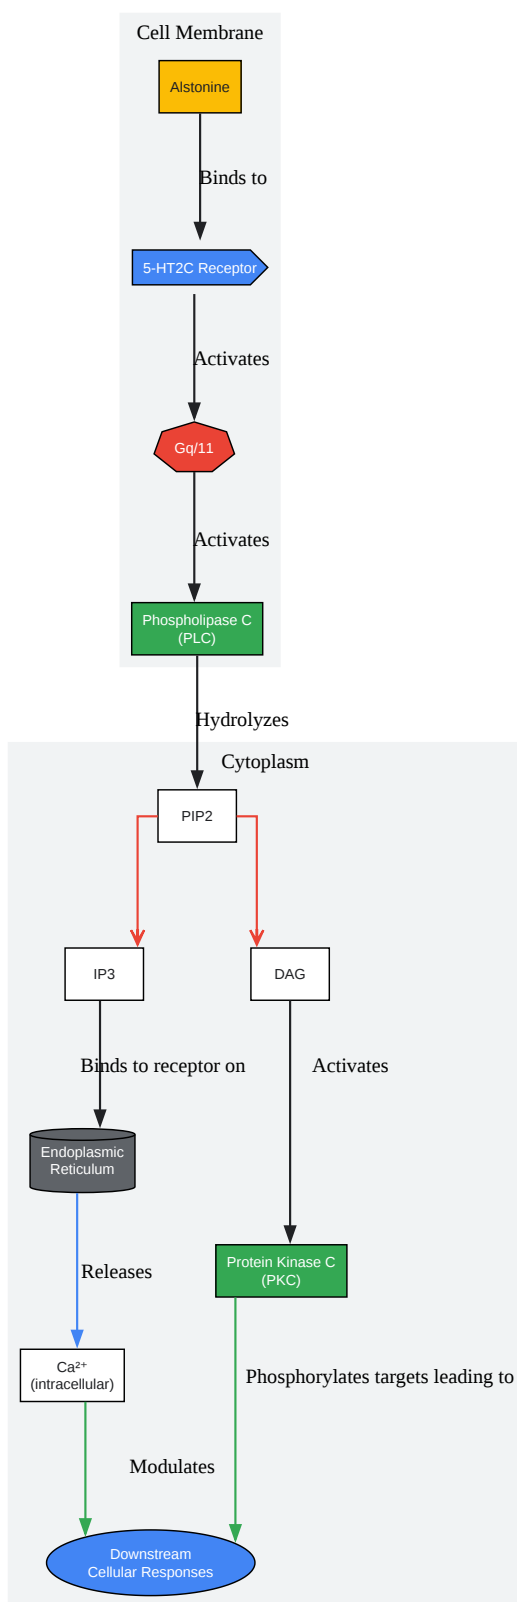 Cell Membrane
Alstonine
Binds to
5-HT2C Receptor
Activates
Gq/11
Activates
Phospholipase C
(PLC)
Hydrolyzes
Cytoplasm
PIP2
IP3
DAG
Binds to receptor on
Activates
Endoplasmic
Reticulum
Protein Kinase C
(PKC)
Releases
Ca²⁺
(intracellular)
Phosphorylates targets leading to
Modulates
Downstream
Cellular Responses